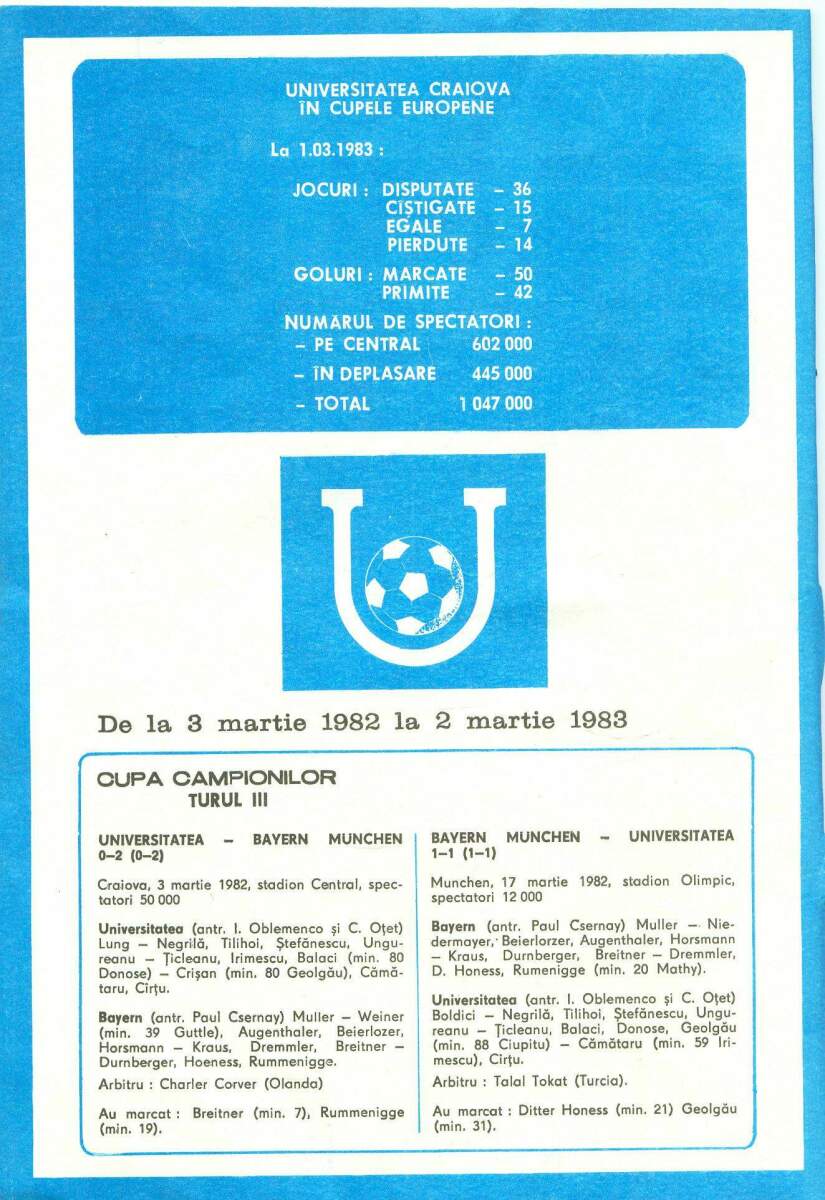 UNIVERSITATEA CRAIOVA
ÎN CUPELE EUROPENE
La 1.03.1983 :
JOCURI : DISPUTATE – 36
CÎȘTIGATE – 15
EGALE – 7
PIERDUTE – 14
GOLURI : MARCATE – 50
PRIMITE – 42
NUMARUL DE SPECTATORI :
– PE CENTRAL 602 000
– ÎN DEPLASARE 445 000
– TOTAL 1 047 000
U
De la 3 martie 1982 la 2 martie 1983
CUPA CAMPIONILOR
TURUL III
UNIVERSITATEA – BAYERN MUNCHEN
0–2 (0–2)
Craiova, 3 martie 1982, stadion Central, spec-
tatori 50 000
Universitatea (antr. I. Oblemenco și C. Oțet)
Lung – Negrilă, Tilihoi, Ștefănescu, Ungu-
reanu – Țicleanu, Irimescu, Balaci (min. 80
Donose) – Crișan (min. 80 Geolgău), Cămă-
taru, Cîrțu.
Bayern (antr. Paul Csernay) Muller – Weiner
(min. 39 Guttle), Augenthaler, Beierlozer,
Horsmann – Kraus, Dremmler, Breitner –
Durnberger, Hoeness, Rummenigge.
Arbitru : Charler Corver (Olanda)
Au marcat : Breitner (min. 7), Rummenigge
(min. 19).
BAYERN MUNCHEN – UNIVERSITATEA
1–1 (1–1)
Munchen, 17 martie 1982, stadion Olimpic,
spectatori 12 000
Bayern (antr. Paul Csernay) Muller – Nie-
dermayer, Beierlorzer, Augenthaler, Horsmann
– Kraus, Durnberger, Breitner – Dremmler,
D. Honess, Rumenigge (min. 20 Mathy).
Universitatea (antr. I. Oblemenco și C. Oțet)
Boldici – Negrilă, Tilihoi, Ștefănescu, Ungu-
reanu – Țicleanu, Balaci, Donose, Geolgău
(min. 88 Ciupitu) – Cămătaru (min. 59 Iri-
mescu), Cîrțu.
Arbitru : Talal Tokat (Turcia).
Au marcat : Ditter Honess (min. 21) Geolgău
(min. 31).